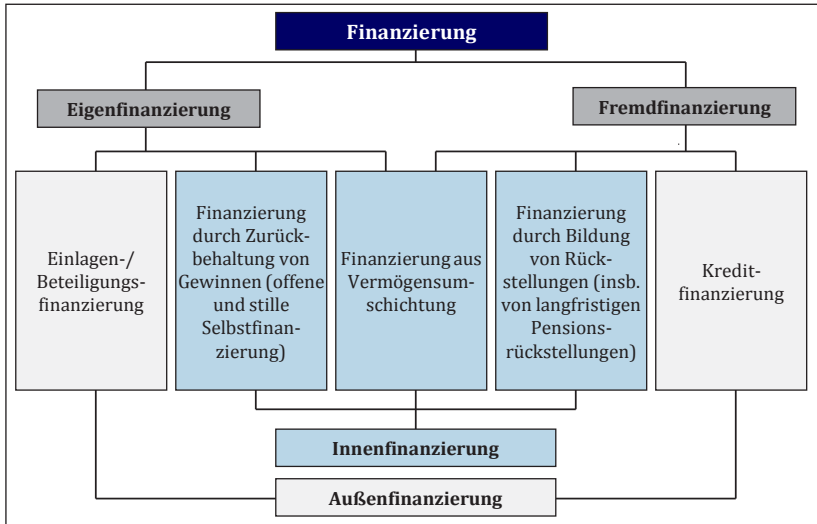 Finanzierung
Eigenfinanzierung
Fremdfinanzierung
Einlagen-/
Beteiligungs-
finanzierung
Finanzierung
durch Zurück-
behaltung von
Gewinnen (offene
und stille
Selbstfinan-
zierung)
Finanzierung aus
Vermögensum-
schichtung
Finanzierung
durch Bildung
von Rück-
stellungen (insb.
von langfristigen
Pensions-
rückstellungen)
Kredit-
finanzierung
Innenfinanzierung
Außenfinanzierung